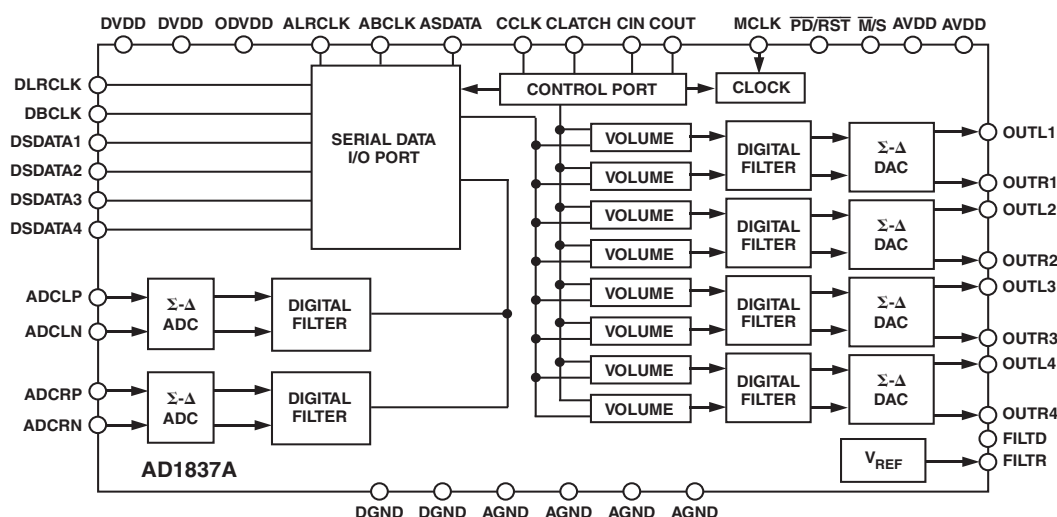 DVDD DVDD ODVDD ALRCLK ABCLK ASDATA CCLK CLATCH CIN COUT MCLK PD/RST M/S AVDD AVDD
DLRCLK
DBCLK
DSDATA1
DSDATA2
DSDATA3
DSDATA4
SERIAL DATA
I/O PORT
CONTROL PORT
CLOCK
VOLUME
VOLUME
DIGITAL
FILTER
Σ-Δ
DAC
OUTL1
OUTR1
VOLUME
VOLUME
DIGITAL
FILTER
Σ-Δ
DAC
OUTL2
OUTR2
ADCLP
ADCLN
Σ-Δ
ADC
DIGITAL
FILTER
VOLUME
VOLUME
DIGITAL
FILTER
Σ-Δ
DAC
OUTL3
OUTR3
ADCRP
ADCRN
Σ-Δ
ADC
DIGITAL
FILTER
VOLUME
VOLUME
DIGITAL
FILTER
Σ-Δ
DAC
OUTL4
OUTR4
FILTD
VREF
FILTR
AD1837A
DGND DGND AGND AGND AGND AGND